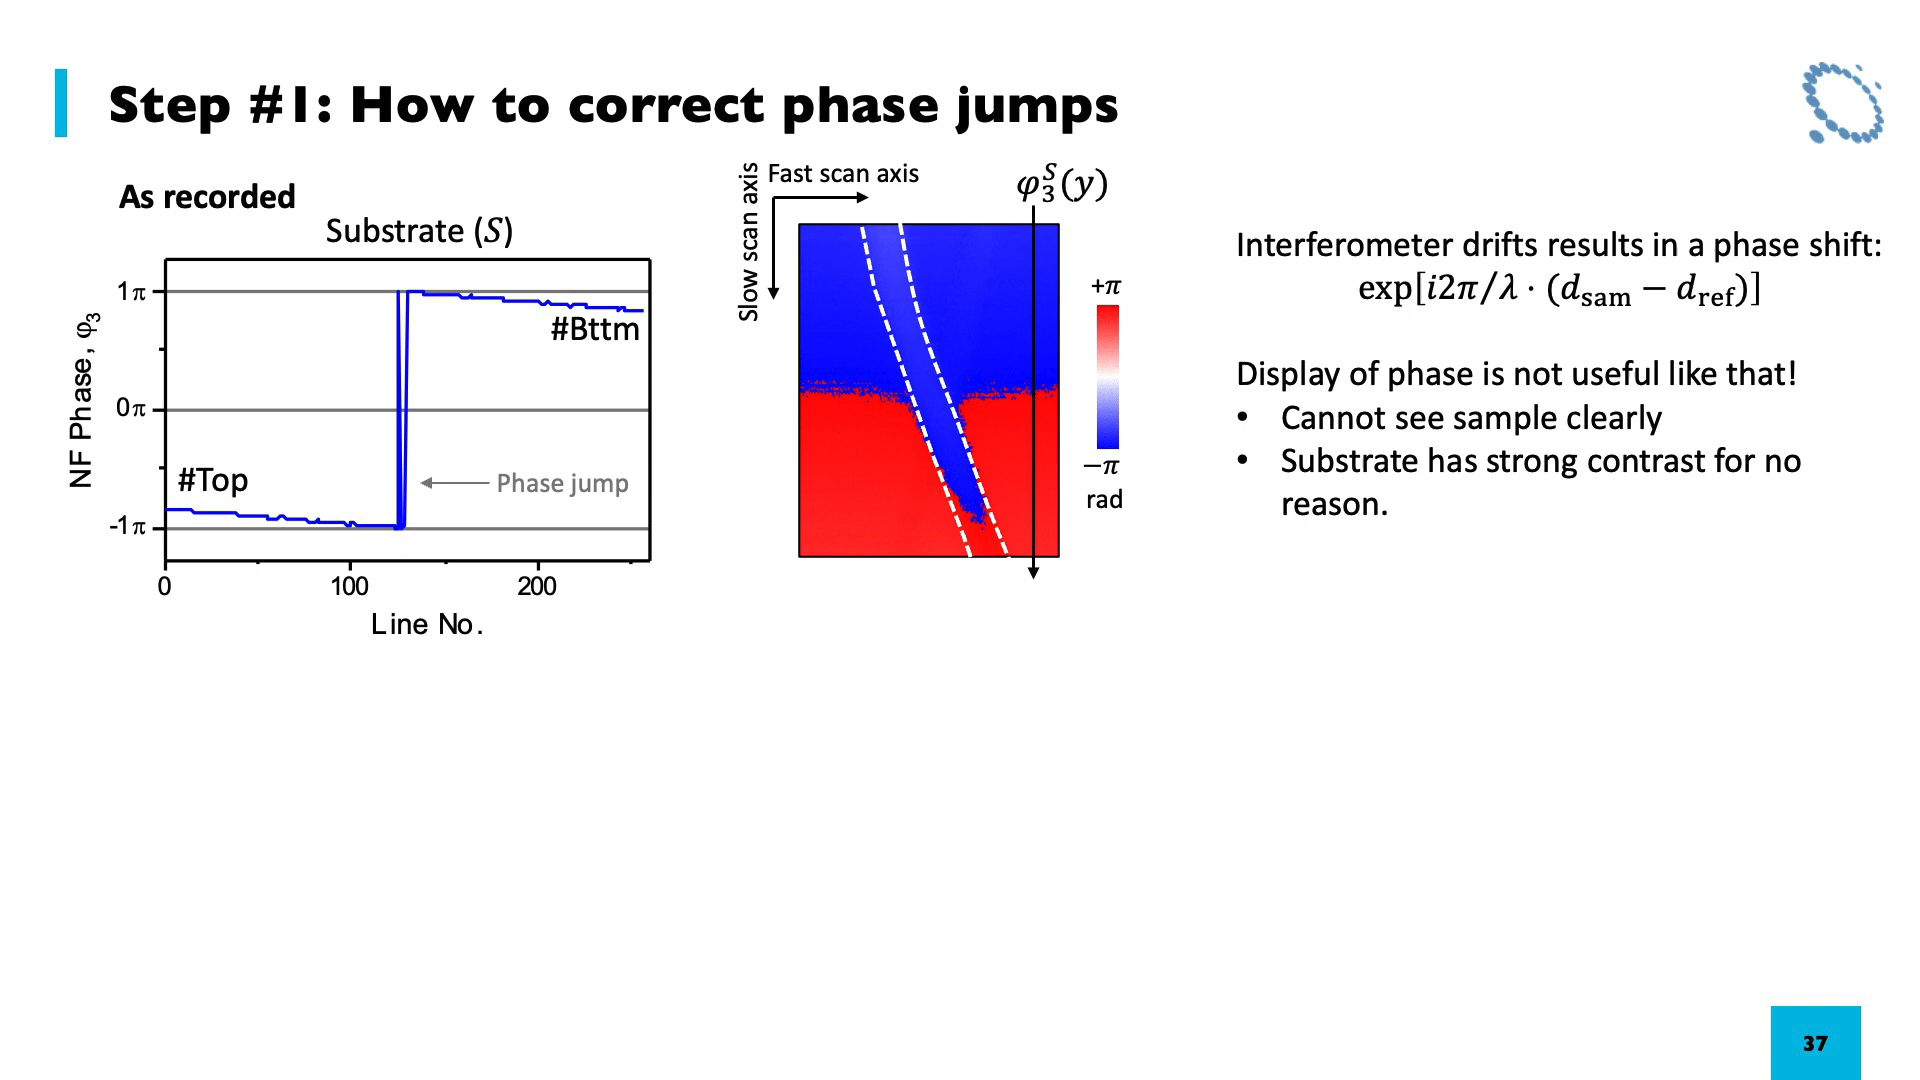 Step #1: How to correct phase jumps
As recorded
Substrate (S)
1π
0π
-1π
NF Phase, φ₃
#Top
#Bttm
Phase jump
0
100
200
Line No.
Slow scan axis
Fast scan axis
φ₃ˢ(y)
+π
−π
rad
Interferometer drifts results in a phase shift:
exp[i2π/λ · (d_sam − d_ref)]
Display of phase is not useful like that!
• Cannot see sample clearly
• Substrate has strong contrast for no
reason.
37